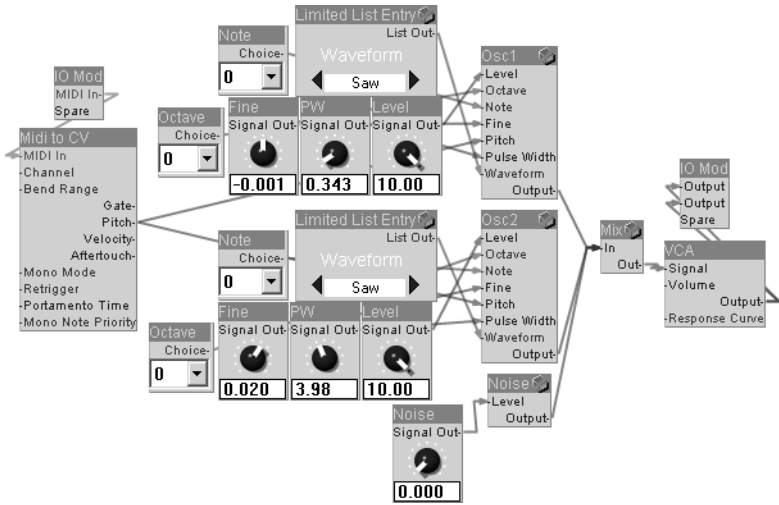 IO Mod
MIDI In-
Spare
Midi to CV
-MIDI In
-Channel
-Bend Range
Gate-
Pitch-
Velocity-
Aftertouch-
-Mono Mode
-Retrigger
-Portamento Time
-Mono Note Priority
Note
Choice-
0
Limited List Entry
List Out-
Waveform
Saw
Octave
Choice-
0
Fine
Signal Out-
-0.001
PW
Signal Out-
0.343
Level
Signal Out-
10.00
Osc1
-Level
-Octave
-Note
-Fine
-Pitch
-Pulse Width
-Waveform
Output-
Note
Choice-
0
Limited List Entry
List Out-
Waveform
Saw
Octave
Choice-
0
Fine
Signal Out-
0.020
PW
Signal Out-
3.98
Level
Signal Out-
10.00
Osc2
-Level
-Octave
-Note
-Fine
-Pitch
-Pulse Width
-Waveform
Output-
Noise
-Level
Output-
Noise
Signal Out-
0.000
Mix
-In
Out-
IO Mod
-Output
-Output
Spare
VCA
-Signal
-Volume
Output-
-Response Curve